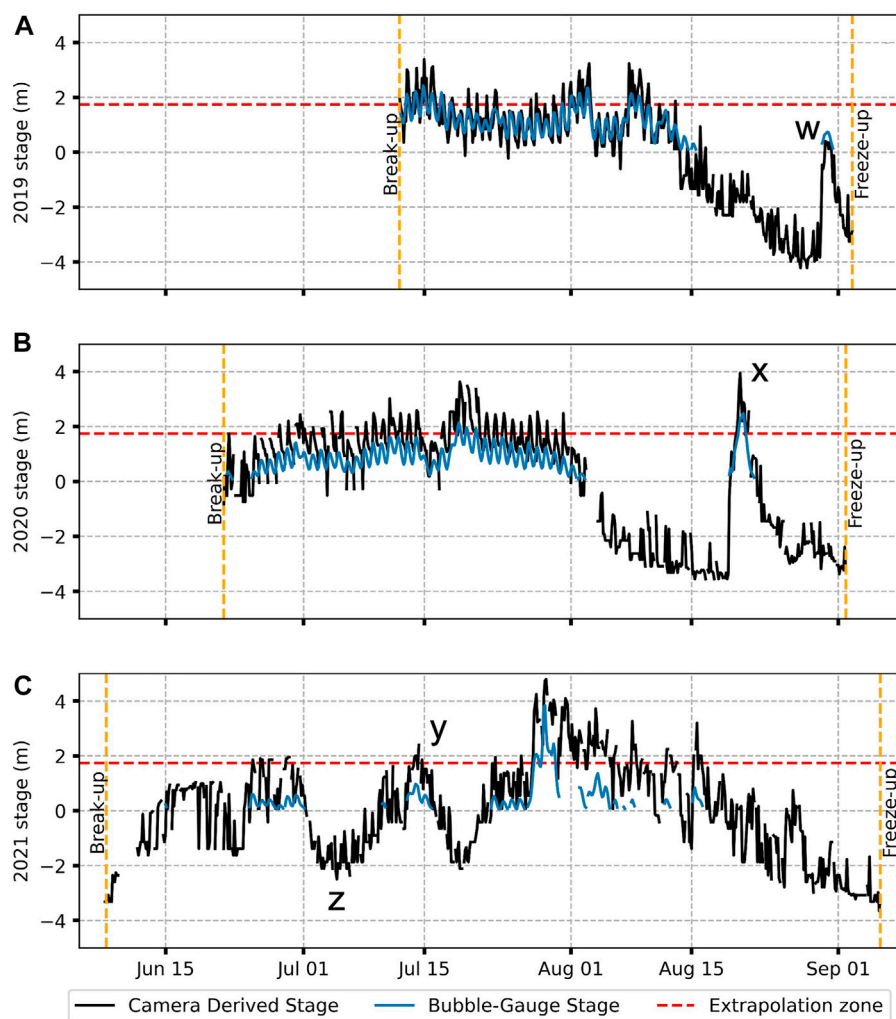 A
4
2
0
−2
−4
2019 stage (m)
Break-up
w
Freeze-up
B
4
2
0
−2
−4
2020 stage (m)
Break-up
x
Freeze-up
C
4
2
0
−2
−4
2021 stage (m)
Break-up
y
z
Freeze-up
Jun 15 Jul 01 Jul 15 Aug 01 Aug 15 Sep 01
Camera Derived Stage Bubble-Gauge Stage Extrapolation zone